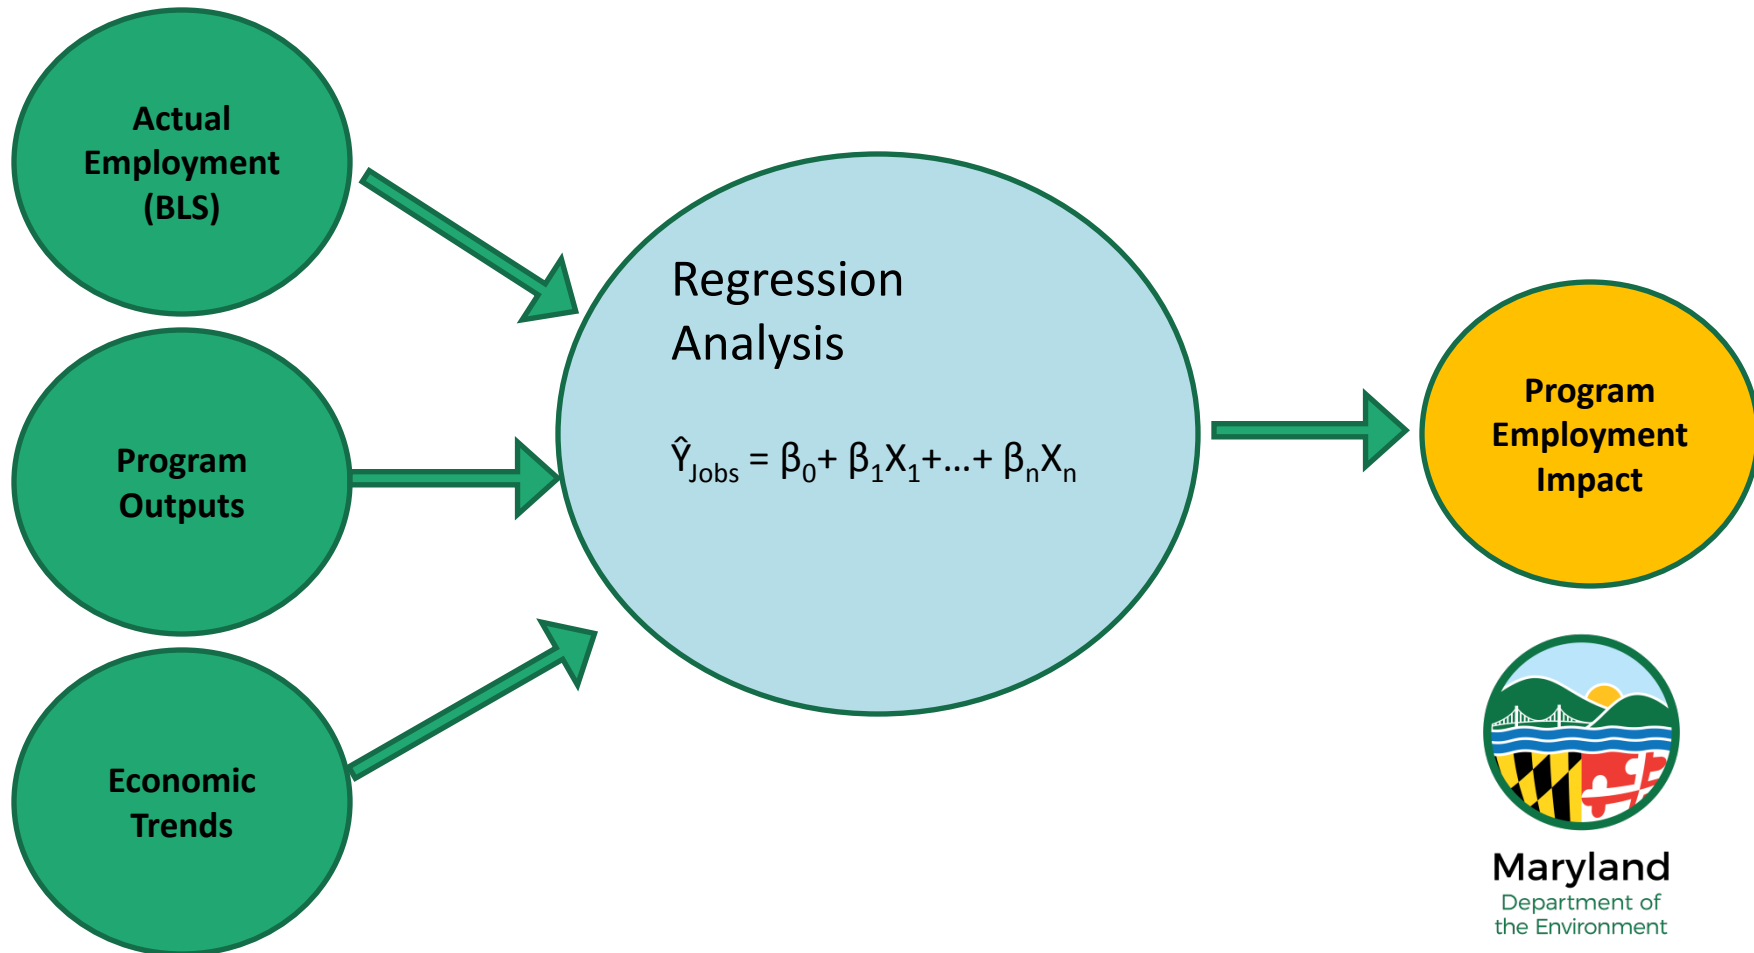 Actual
Employment
(BLS)
Program
Outputs
Economic
Trends
Regression
Analysis
Ŷ_Jobs = β₀+ β₁X₁+...+ βₙXₙ
Program
Employment
Impact
Maryland
Department of
the Environment